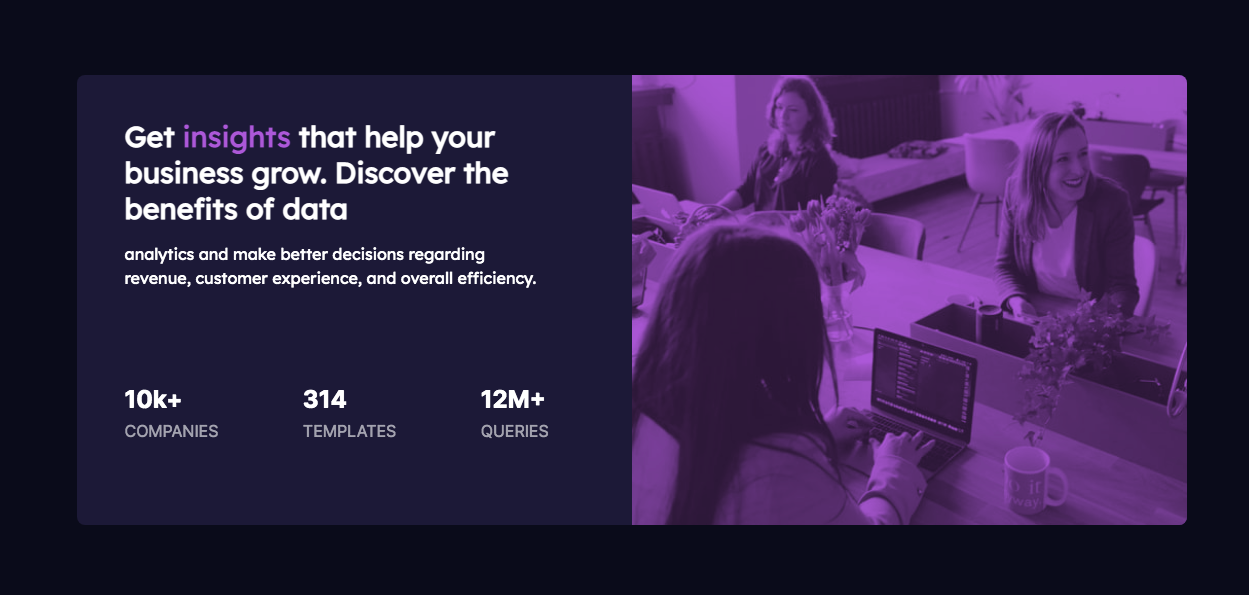 Get insights that help your
business grow. Discover the
benefits of data
analytics and make better decisions regarding
revenue, customer experience, and overall efficiency.
10k+ 314 12M+
COMPANIES TEMPLATES QUERIES